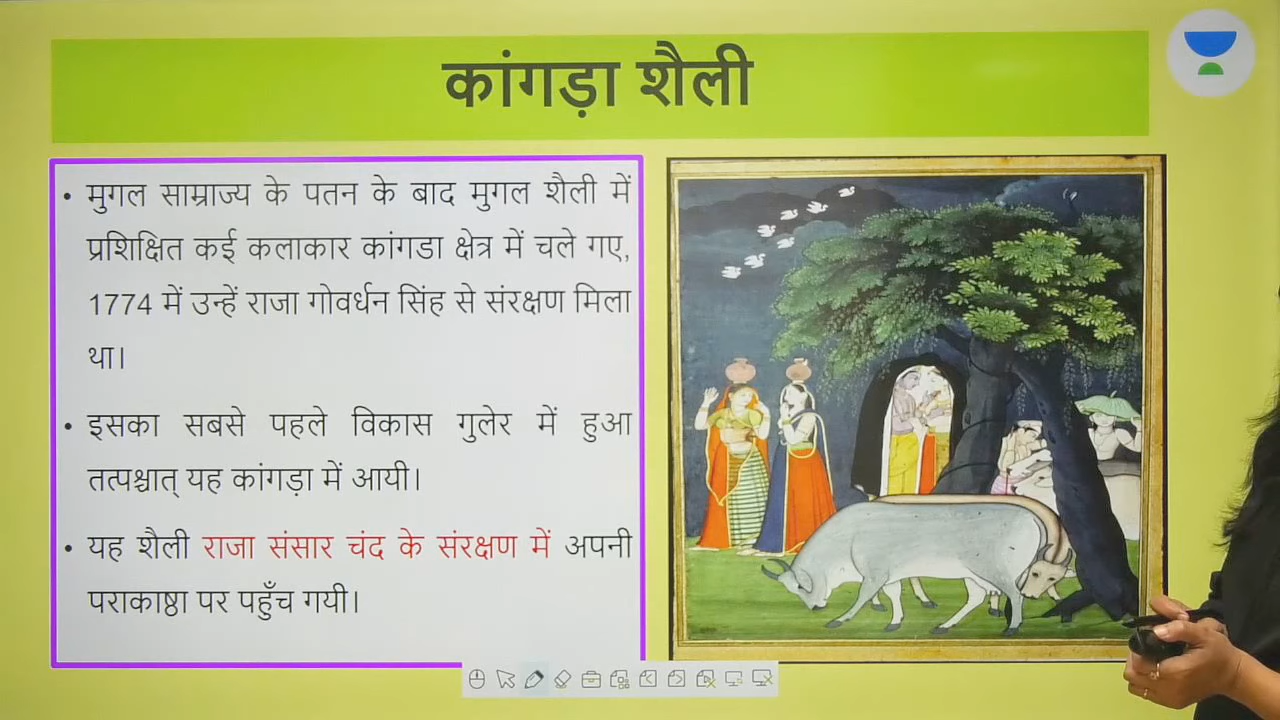 कांगड़ा शैली
• मुगल साम्राज्य के पतन के बाद मुगल शैली में
प्रशिक्षित कई कलाकार कांगडा क्षेत्र में चले गए,
1774 में उन्हें राजा गोवर्धन सिंह से संरक्षण मिला
था।
• इसका सबसे पहले विकास गुलेर में हुआ
तत्पश्चात् यह कांगड़ा में आयी।
• यह शैली राजा संसार चंद के संरक्षण में अपनी
पराकाष्ठा पर पहुँच गयी।